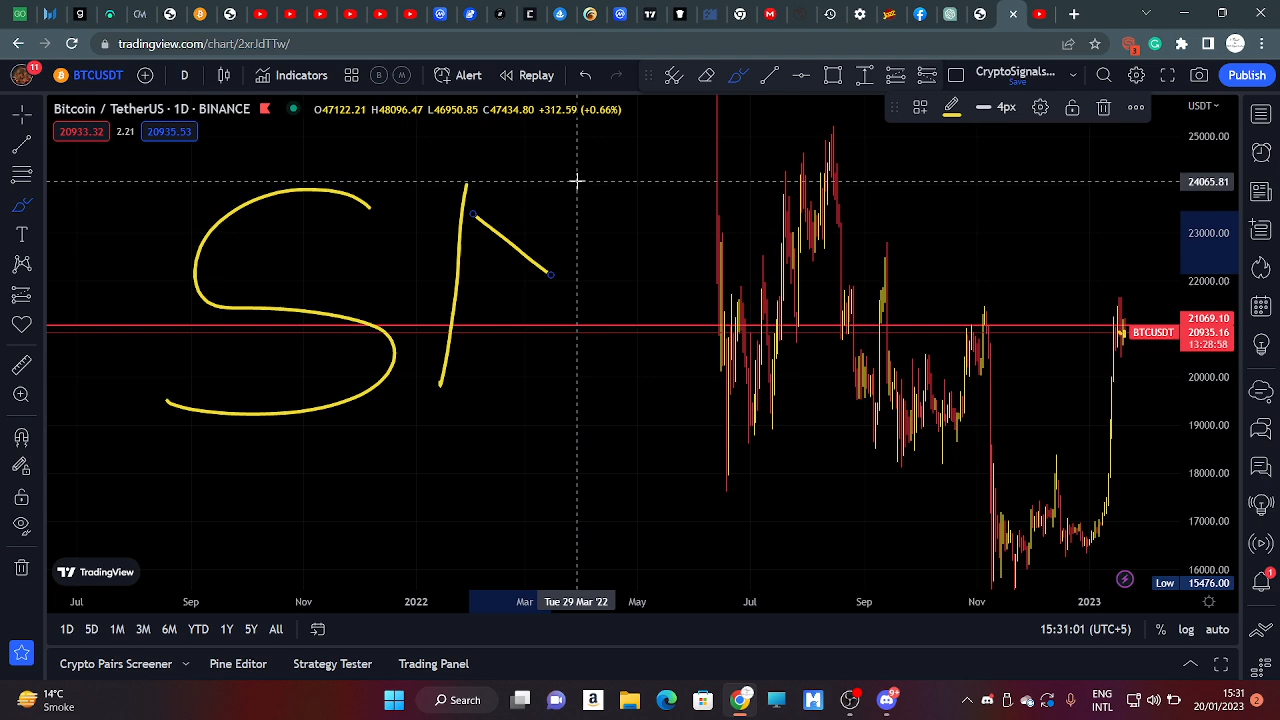 tradingview.com/chart/2xrJdTTw/
11
BTCUSDT D Indicators B M Alert Replay CryptoSignals... Save Publish
Bitcoin / TetherUS · 1D · BINANCE O47122.21 H48096.47 L46950.85 C47434.80 +312.59 (+0.66%)
4px
USDT
20933.32 2.21 20935.53
25000.00
24065.81
23000.00
22000.00
21069.10
BTCUSDT 20935.16
13:28:58
20000.00
19000.00
18000.00
17000.00
16000.00
Low 15476.00
TradingView
Jul Sep Nov 2022 Mar Tue 29 Mar '22 May Jul Sep Nov 2023
1D 5D 1M 3M 6M YTD 1Y 5Y All 15:31:01 (UTC+5) % log auto
Crypto Pairs Screener Pine Editor Strategy Tester Trading Panel
14°C
Smoke
Search
ENG
INTL
15:31
20/01/2023
2